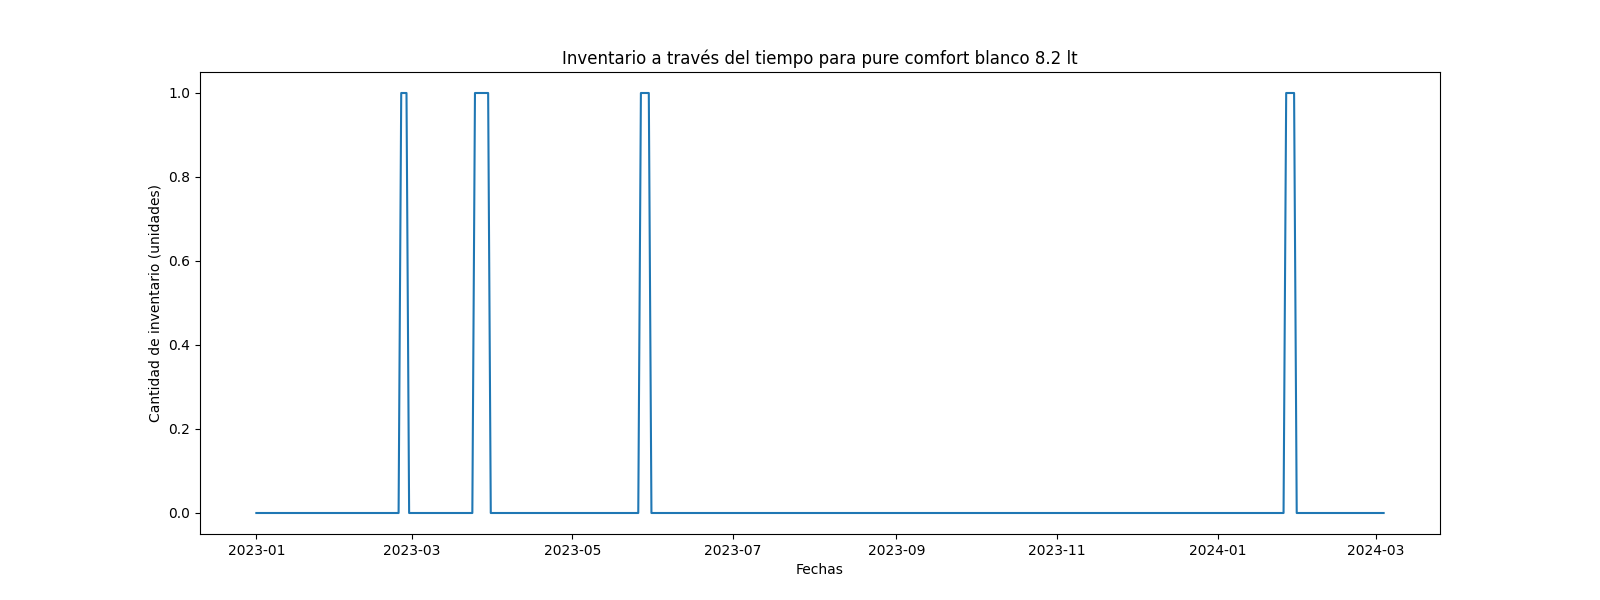 Inventario a través del tiempo para pure comfort blanco 8.2 lt
Cantidad de inventario (unidades)
1.0
0.8
0.6
0.4
0.2
0.0
2023-01 2023-03 2023-05 2023-07 2023-09 2023-11 2024-01 2024-03
Fechas